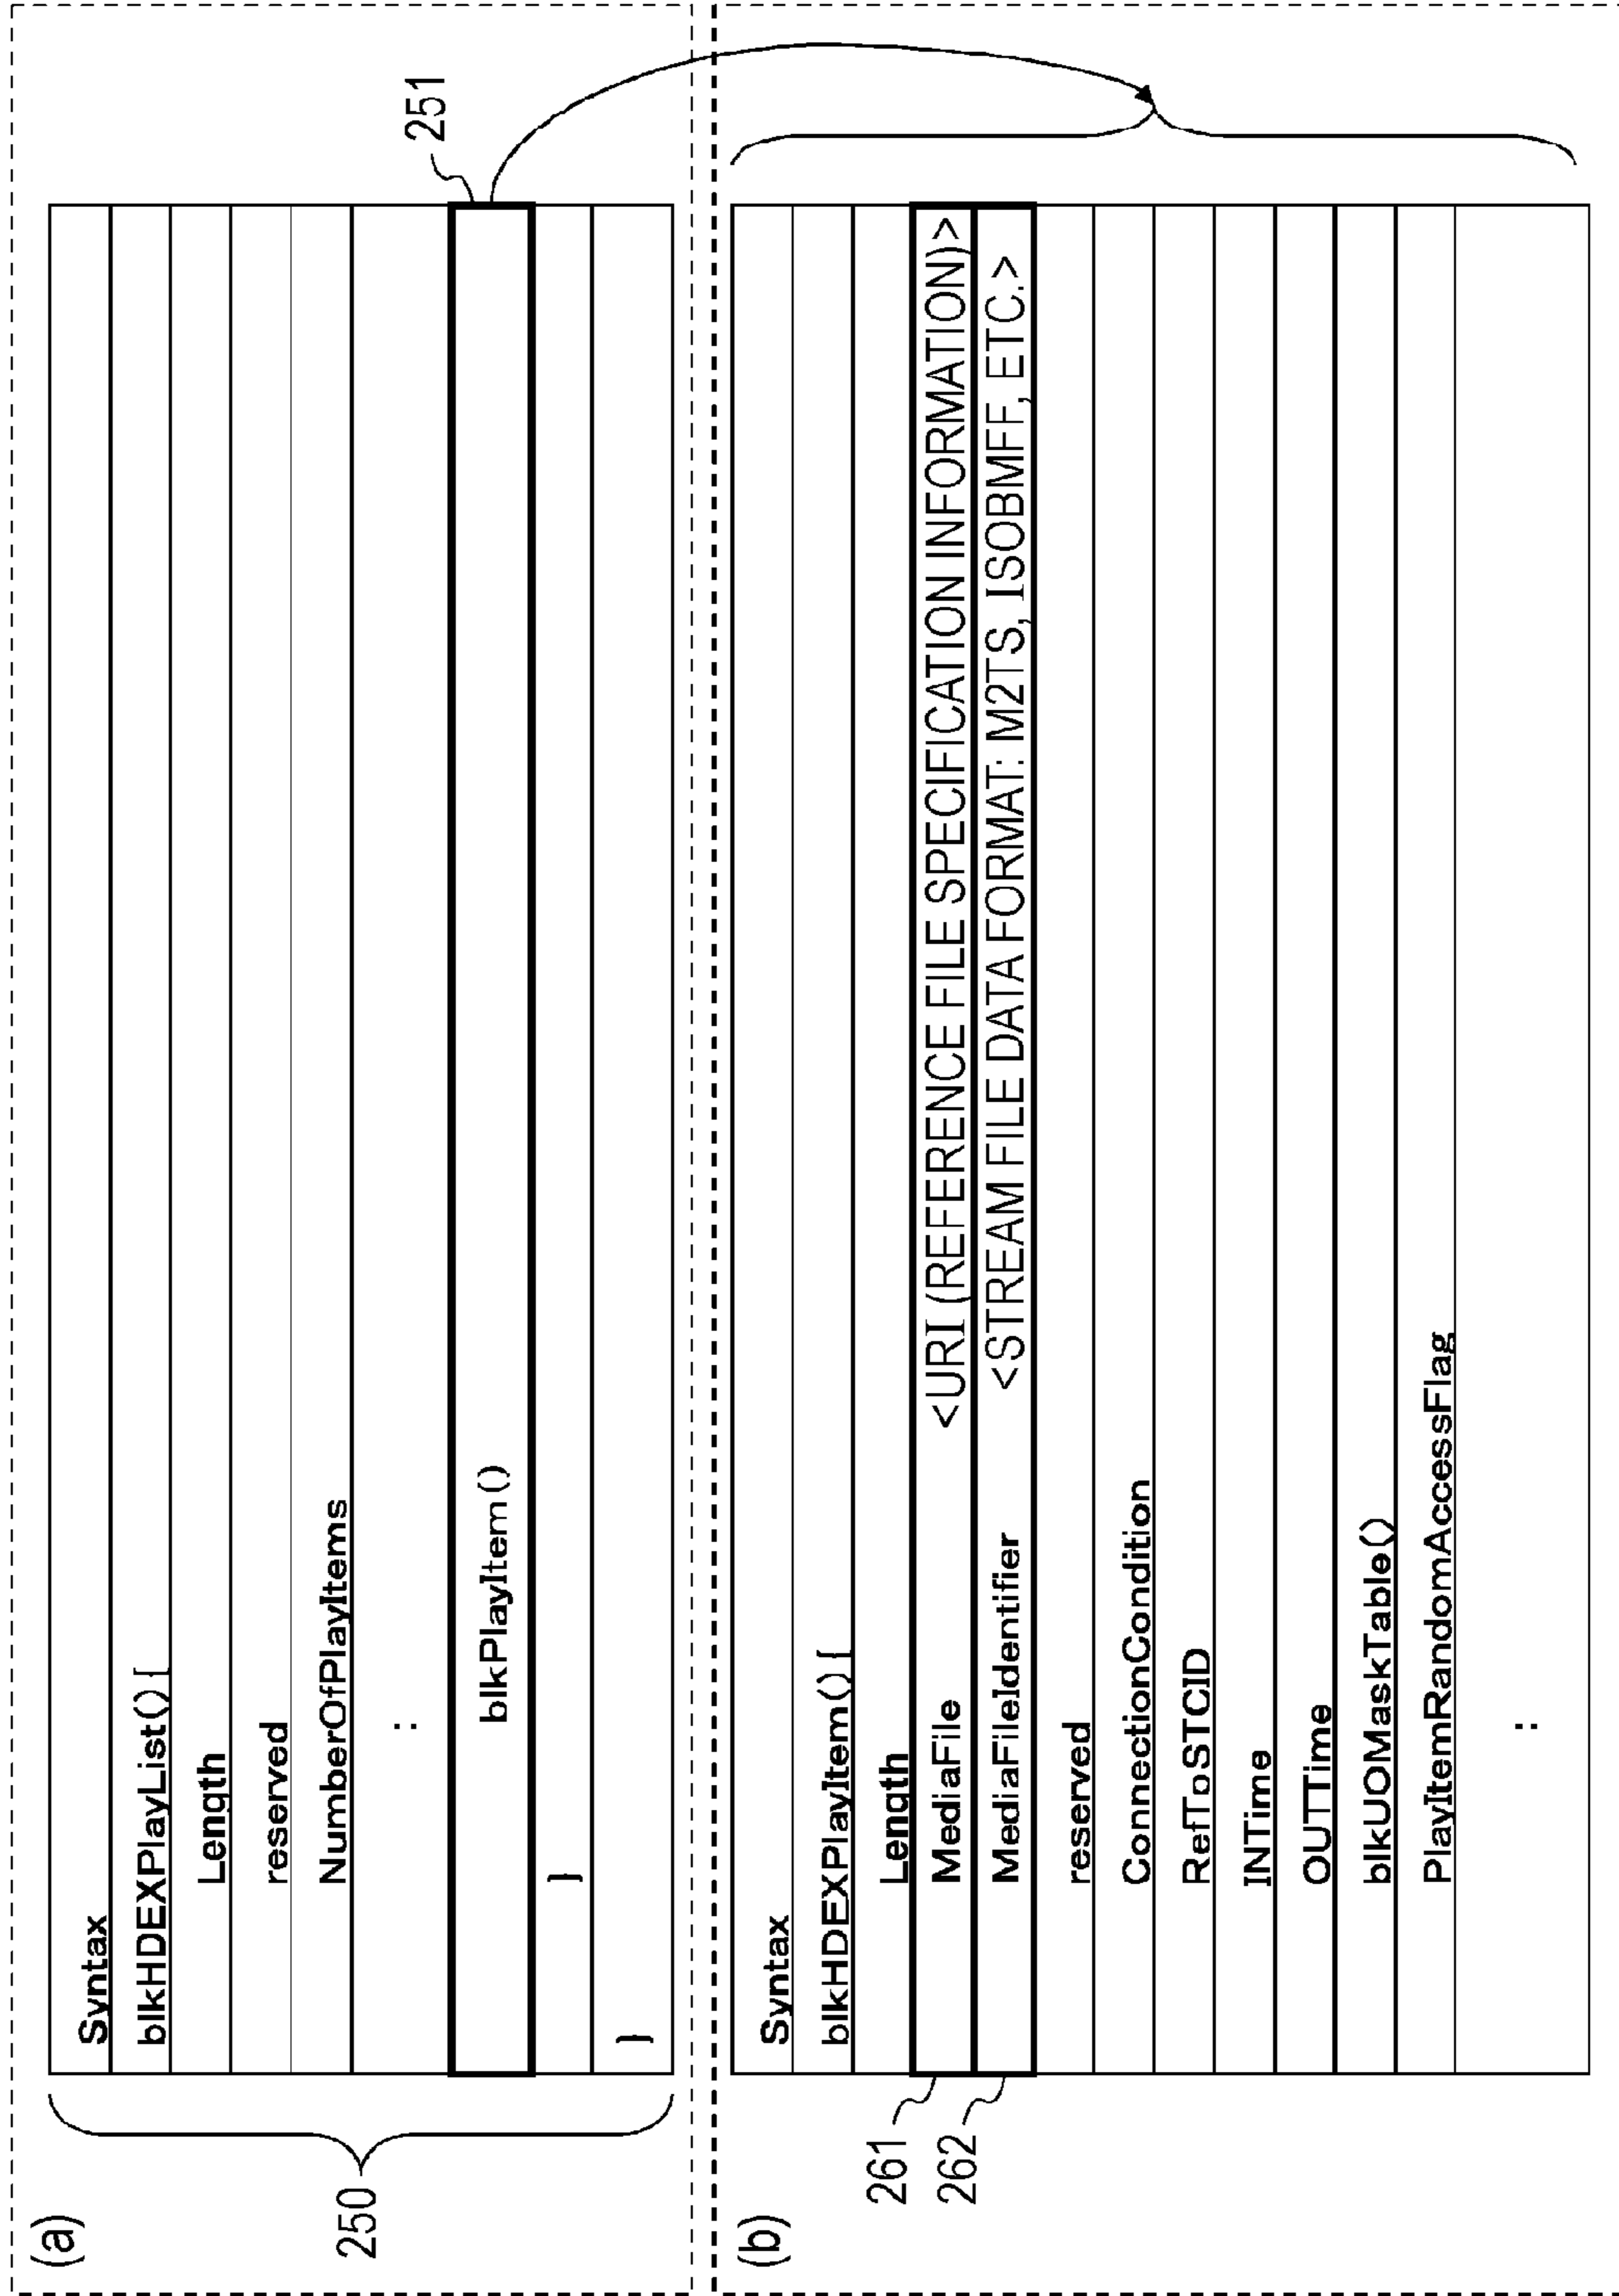 (a)
250
Syntax
blkHDEXPlayList() {
Length
reserved
NumberOfPlayItems
:
blkPlayItem()
251
}
}
(b)
Syntax
blkHDEXPlayItem() {
Length
261
MediaFile <URI (REFERENCE FILE SPECIFICATION INFORMATION)>
262
MediaFileIdentifier <STREAM FILE DATA FORMAT: M2TS, ISOBMFF, ETC.>
reserved
ConnectionCondition
RefToSTCID
INTime
OUTTime
blkUOMaskTable()
PlayItemRandomAccessFlag
: